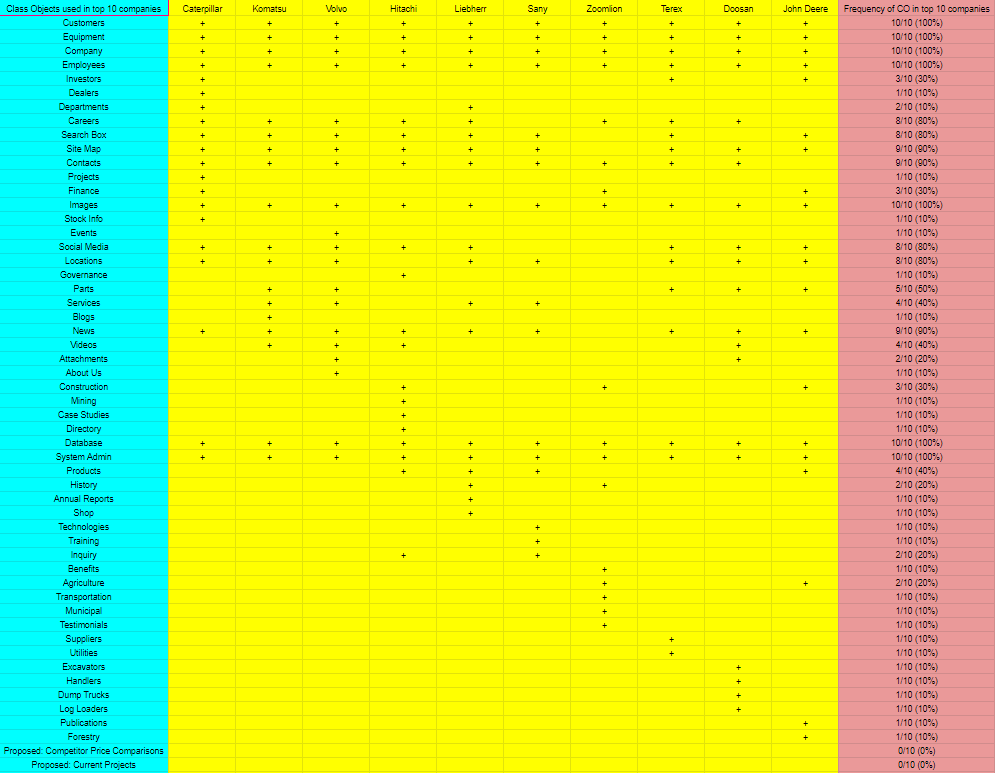 Class Objects used in top 10 companies Caterpillar Komatsu Volvo Hitachi Liebherr Sany Zoomlion Terex Doosan John Deere Frequency of CO in top 10 companies
Customers + + + + + + + + + + 10/10 (100%)
Equipment + + + + + + + + + + 10/10 (100%)
Company + + + + + + + + + + 10/10 (100%)
Employees + + + + + + + + + + 10/10 (100%)
Investors + + + 3/10 (30%)
Dealers + 1/10 (10%)
Departments + + 2/10 (10%)
Careers + + + + + + + + 8/10 (80%)
Search Box + + + + + + + + 8/10 (80%)
Site Map + + + + + + + + + 9/10 (90%)
Contacts + + + + + + + + + 9/10 (90%)
Projects + 1/10 (10%)
Finance + + + 3/10 (30%)
Images + + + + + + + + + + 10/10 (100%)
Stock Info + 1/10 (10%)
Events + 1/10 (10%)
Social Media + + + + + + + + 8/10 (80%)
Locations + + + + + + + + 8/10 (80%)
Governance + 1/10 (10%)
Parts + + + + + 5/10 (50%)
Services + + + + 4/10 (40%)
Blogs + 1/10 (10%)
News + + + + + + + + + 9/10 (90%)
Videos + + + + 4/10 (40%)
Attachments + + 2/10 (20%)
About Us + 1/10 (10%)
Construction + + + 3/10 (30%)
Mining + 1/10 (10%)
Case Studies + 1/10 (10%)
Directory + 1/10 (10%)
Database + + + + + + + + + + 10/10 (100%)
System Admin + + + + + + + + + + 10/10 (100%)
Products + + + + 4/10 (40%)
History + + 2/10 (20%)
Annual Reports + 1/10 (10%)
Shop + 1/10 (10%)
Technologies + 1/10 (10%)
Training + 1/10 (10%)
Inquiry + + 2/10 (20%)
Benefits + 1/10 (10%)
Agriculture + + 2/10 (20%)
Transportation + 1/10 (10%)
Municipal + 1/10 (10%)
Testimonials + 1/10 (10%)
Suppliers + 1/10 (10%)
Utilities + 1/10 (10%)
Excavators + 1/10 (10%)
Handlers + 1/10 (10%)
Dump Trucks + 1/10 (10%)
Log Loaders + 1/10 (10%)
Publications + 1/10 (10%)
Forestry + 1/10 (10%)
Proposed: Competitor Price Comparisons 0/10 (0%)
Proposed: Current Projects 0/10 (0%)